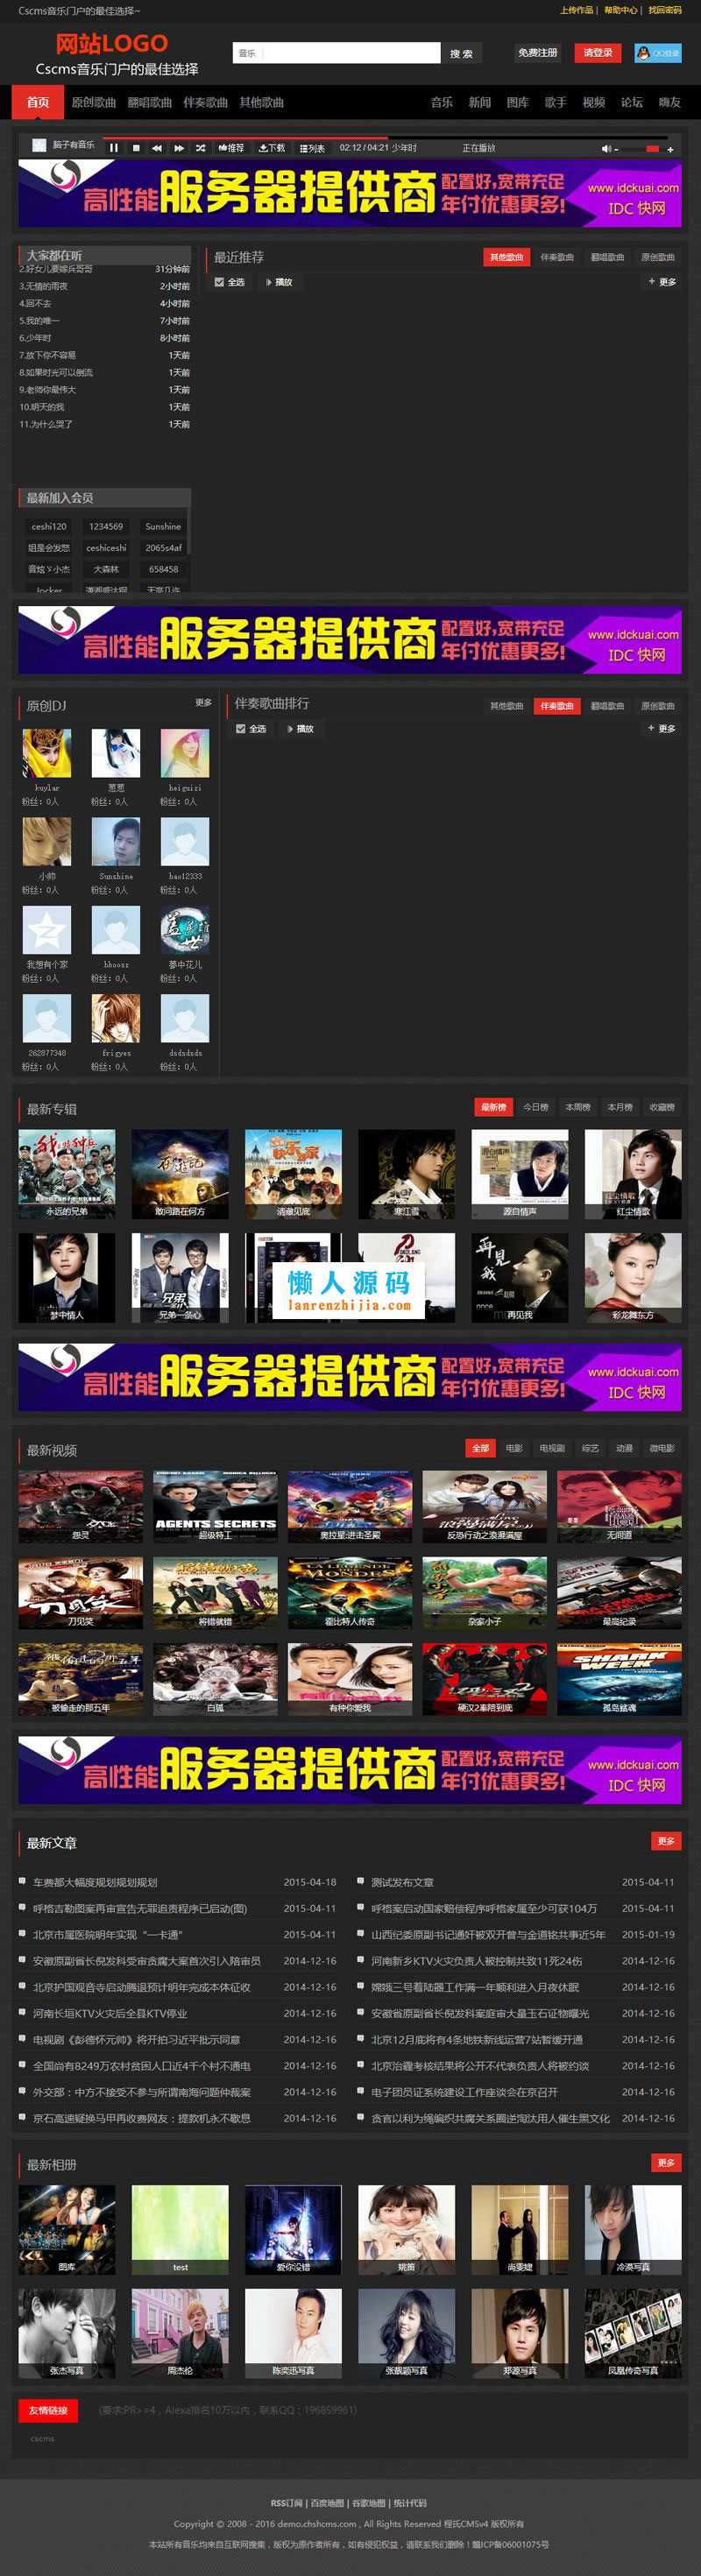 Cscms音乐门户的最佳选择~
上传作品 | 帮助中心 | 找回密码
网站LOGO
Cscms音乐门户的最佳选择
音乐
搜 索
免费注册
请登录
QQ登录
首页 原创歌曲 翻唱歌曲 伴奏歌曲 其他歌曲 音乐 新闻 图库 歌手 视频 论坛 嗨友
脑子有音乐 推荐 下载 列表 02:12 / 04:21 少年时 正在播放
高性能服务器提供商 配置好,宽带充足 年付优惠更多! www.idckuai.com IDC 快网
大家都在听
2.好女儿要嫁兵哥哥 31分钟前
3.无情的雨夜 2小时前
4.回不去 4小时前
5.我的唯一 7小时前
6.少年时 8小时前
7.放下你不容易 1天前
8.如果时光可以倒流 1天前
9.老师你最伟大 1天前
10.明天的我 1天前
11.为什么哭了 1天前
最近推荐 其他歌曲 伴奏歌曲 翻唱歌曲 原创歌曲
全选 播放 + 更多
最新加入会员
ceshi120 1234569 Sunshine
姐是会发怒 ceshiceshi 2065s4af
音炫丶小杰 大森林 658458
高性能服务器提供商 配置好,宽带充足 年付优惠更多! www.idckuai.com IDC 快网
原创DJ 更多
kuylar 葱葱 heiguizi
粉丝：0人 粉丝：0人 粉丝：0人
小帅 Sunshine hao12333
粉丝：0人 粉丝：0人 粉丝：0人
我想有个家 hboosz 夢中花儿
粉丝：0人 粉丝：0人 粉丝：0人
262877348 frigyes dsdsdsds
粉丝：0人 粉丝：0人 粉丝：0人
伴奏歌曲排行 其他歌曲 伴奏歌曲 翻唱歌曲 原创歌曲
全选 播放 + 更多
最新专辑 最新榜 今日榜 本周榜 本月榜 收藏榜
永远的兄弟 敢问路在何方 清澈见底 寒江雪 源自情声 红尘情歌
梦中情人 兄弟一条心 再见我 彩龙舞东方
懒人源码
lanrenzhijia.com
高性能服务器提供商 配置好,宽带充足 年付优惠更多! www.idckuai.com IDC 快网
最新视频 全部 电影 电视剧 综艺 动漫 微电影
怨灵 超级特工 奥拉星:进击圣殿 反恐行动之浪漫满屋 无间道
刀见笑 将错就错 霍比特人传奇 杂家小子 最高纪录
被偷走的那五年 白狐 有种你爱我 硬汉2奉陪到底 孤岛鲨魂
高性能服务器提供商 配置好,宽带充足 年付优惠更多! www.idckuai.com IDC 快网
最新文章 更多
车费都大幅度规划规划规划 2015-04-18
测试发布文章 2015-04-11
呼格吉勒图案再审宣告无罪追责程序已启动(图) 2015-04-11
呼格案启动国家赔偿程序呼格家属至少可获104万 2015-04-11
北京市属医院明年实现“一卡通” 2015-04-11
山西纪委原副书记通奸被双开曾与金道铭共事近5年 2015-01-19
安徽原副省长倪发科受审贪腐大案首次引入陪审员 2014-12-16
河南新乡KTV火灾负责人被控制共致11死24伤 2014-12-16
北京护国观音寺启动腾退预计明年完成本体征收 2014-12-16
嫦娥三号着陆器工作满一年顺利进入月夜休眠 2014-12-16
河南长垣KTV火灾后全县KTV停业 2014-12-16
安徽省原副省长倪发科案庭审大量玉石证物曝光 2014-12-16
电视剧《彭德怀元帅》将开拍习近平批示同意 2014-12-16
北京12月底将有4条地铁新线运营7站暂缓开通 2014-12-16
全国尚有8249万农村贫困人口近4千个村不通电 2014-12-16
北京治霾考核结果将公开不代表负责人将被约谈 2014-12-16
外交部：中方不接受不参与所谓南海问题仲裁案 2014-12-16
电子团员证系统建设工作座谈会在京召开 2014-12-16
京石高速疑换马甲再收费网友：提款机永不歇息 2014-12-16
贪官以利为绳编织共腐关系圈逆淘汰用人催生黑文化 2014-12-16
最新相册 更多
图库 test 爱你没错 姚笛 尚雯婕 冷漠写真
张杰写真 周杰伦 陈奕迅写真 张靓颖写真 郑源写真 凤凰传奇写真
友情链接 (要求:PR>=4，Alexa排名10万以内，联系QQ：196859961)
cscms
RSS订阅 | 百度地图 | 谷歌地图 | 统计代码
Copyright © 2008 - 2016 demo.chshcms.com , All Rights Reserved 程氏CMSv4 版权所有
本站所有音乐均来自互联网搜集，版权为原作者所有，如有侵犯权益，请联系我们删除！赣ICP备06001075号